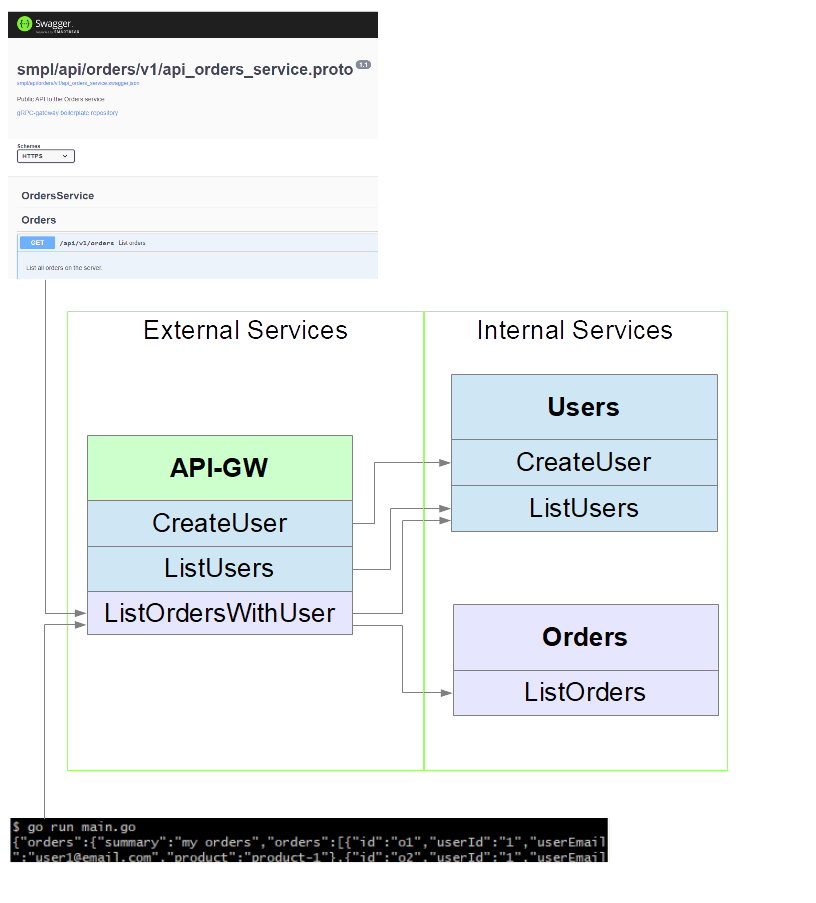 Swagger.
Supported by SMARTBEAR
smpl/api/orders/v1/api_orders_service.proto 1.1
smpl/api/orders/v1/api_orders_service.swagger.json
Public API to the Orders service
gRPC-gateway boilerplate repository
Schemes
HTTPS
OrdersService
Orders
GET /api/v1/orders List orders
List all orders on the server.
External Services
Internal Services
Users
CreateUser
ListUsers
API-GW
CreateUser
ListUsers
ListOrdersWithUser
Orders
ListOrders
$ go run main.go
{"orders":{"summary":"my orders","orders":[{"id":"o1","userId":"1","userEmail
":"user1@email.com","product":"product-1"},{"id":"o2","userId":"1","userEmail